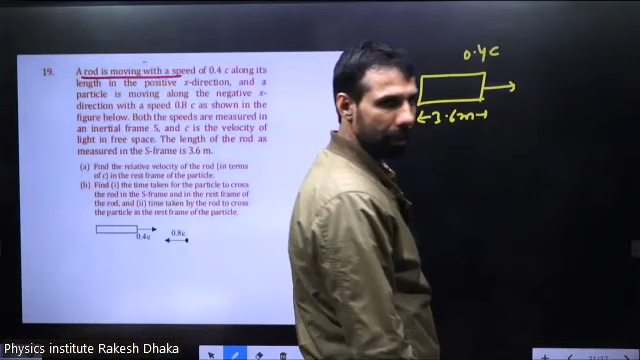 19. A rod is moving with a speed of 0.4 c along its
length in the positive x-direction, and a
particle is moving along the negative x-
direction with a speed 0.8 c as shown in the
figure below. Both the speeds are measured in
an inertial frame S, and c is the velocity of
light in free space. The length of the rod as
measured in the S-frame is 3.6 m.
(a) Find the relative velocity of the rod (in terms
of c) in the rest frame of the particle.
(b) Find (i) the time taken for the particle to cross
the rod in the S-frame and in the rest frame of
the rod, and (ii) time taken by the rod to cross
the particle in the rest frame of the particle.
0.4c
0.8c
0.4c
3.6m
Physics institute Rakesh Dhaka